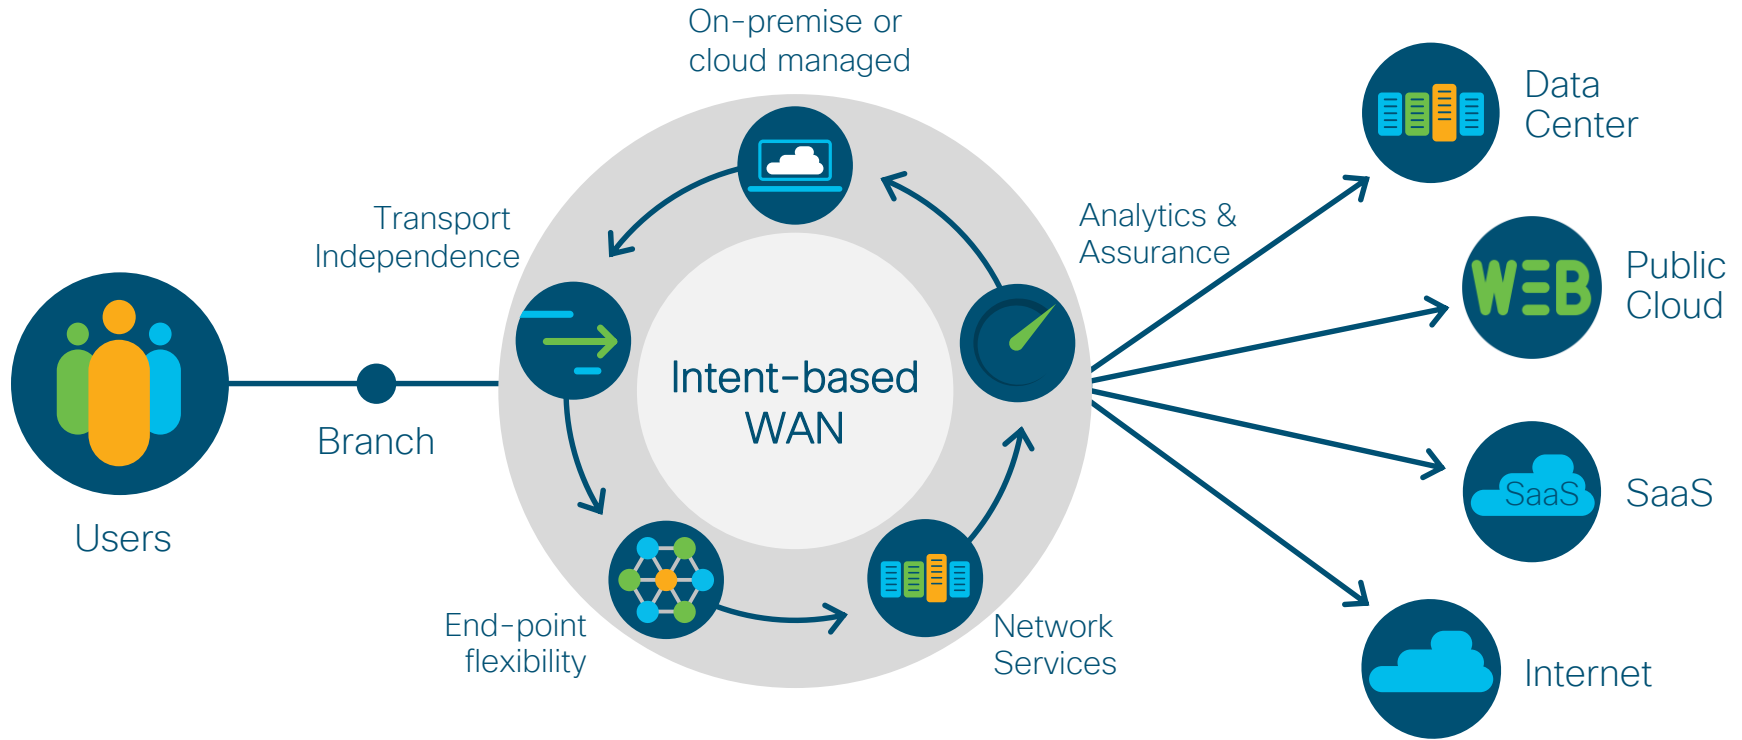 On-premise or
cloud managed
Transport
Independence
Analytics &
Assurance
Intent-based
WAN
Branch
Users
End-point
flexibility
Network
Services
Data
Center
WEB
Public
Cloud
SaaS
SaaS
Internet